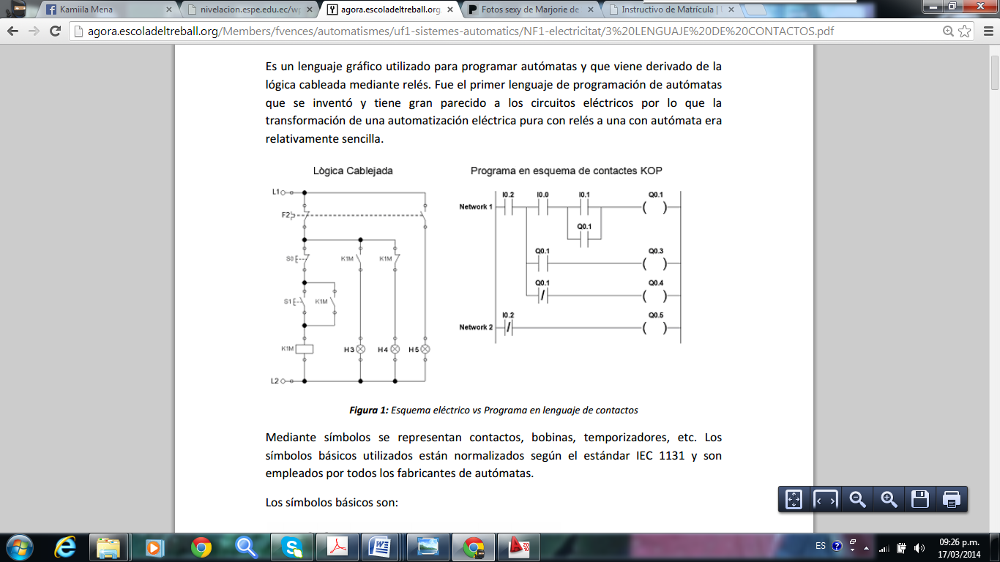 Kamiila Mena
nivelacion.espe.edu.ec/wp
agora.escoladeltreball.org
Fotos sexy de Marjorie de
Instructivo de Matrícula |
agora.escoladeltreball.org/Members/fvences/automatismes/uf1-sistemes-automatics/NF1-electricitat/3%20LENGUAJE%20DE%20CONTACTOS.pdf
Es un lenguaje gráfico utilizado para programar autómatas y que viene derivado de la
lógica cableada mediante relés. Fue el primer lenguaje de programación de autómatas
que se inventó y tiene gran parecido a los circuitos eléctricos por lo que la
transformación de una automatización eléctrica pura con relés a una con autómata era
relativamente sencilla.
Lògica Cablejada
L1
F2
S0
K1M
K1M
S1
K1M
K1M
H3
H4
H5
L2
Programa en esquema de contactes KOP
I0.2
I0.0
I0.1
Q0.1
Network 1
Q0.1
Q0.1
Q0.3
Q0.1
Q0.4
I0.2
Q0.5
Network 2
Figura 1: Esquema eléctrico vs Programa en lenguaje de contactos
Mediante símbolos se representan contactos, bobinas, temporizadores, etc. Los
símbolos básicos utilizados están normalizados según el estándar IEC 1131 y son
empleados por todos los fabricantes de autómatas.
Los símbolos básicos son:
ES
09:26 p.m.
17/03/2014